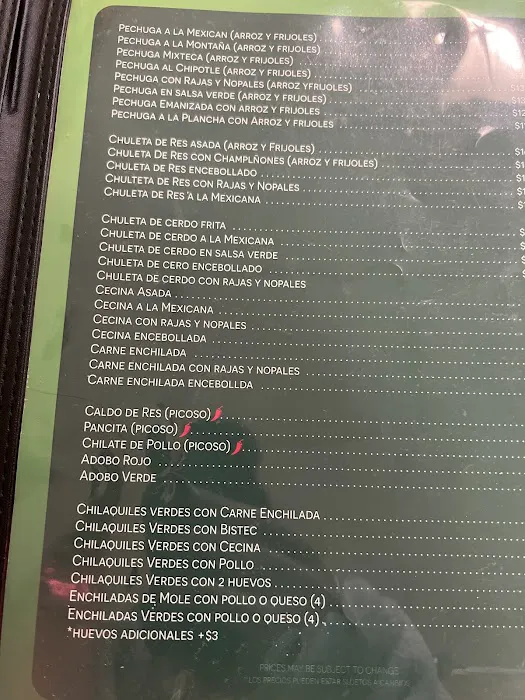 PECHUGA A LA MEXICAN (ARROZ Y FRIJOLES)
PECHUGA A LA MONTAÑA (ARROZ Y FRIJOLES)
PECHUGA MIXTECA (ARROZ Y FRIJOLES)
PECHUGA AL CHIPOTLE (ARROZ Y FRIJOLES)
PECHUGA CON RAJAS Y NOPALES (ARROZ YFRIJOLES)
PECHUGA EN SALSA VERDE (ARROZ Y FRIJOLES)
PECHUGA EMANIZADA CON ARROZ Y FRIJOLES
PECHUGA A LA PLANCHA CON ARROZ Y FRIJOLES
CHULETA DE RES ASADA (ARROZ Y FRIJOLES)
CHULETA DE RES CON CHAMPLÑONES (ARROZ Y FRIJOLES)
CHULETA DE RES ENCEBOLLADO
CHULTETA DE RES CON RAJAS Y NOPALES
CHULETA DE RES A LA MEXICANA
CHULETA DE CERDO FRITA
CHULETA DE CERDO A LA MEXICANA
CHULETA DE CERDO EN SALSA VERDE
CHULETA DE CERO ENCEBOLLADO
CHULETA DE CERDO CON RAJAS Y NOPALES
CECINA ASADA
CECINA A LA MEXICANA
CECINA CON RAJAS Y NOPALES
CECINA ENCEBOLLADA
CARNE ENCHILADA
CARNE ENCHILADA CON RAJAS Y NOPALES
CARNE ENCHILADA ENCEBOLLDA
CALDO DE RES (PICOSO)
PANCITA (PICOSO)
CHILATE DE POLLO (PICOSO)
ADOBO ROJO
ADOBO VERDE
CHILAQUILES VERDES CON CARNE ENCHILADA
CHILAQUILES VERDES CON BISTEC
CHILAQUILES VERDES CON CECINA
CHILAQUILES VERDES CON POLLO
CHILAQUILES VERDES CON 2 HUEVOS
ENCHILADAS DE MOLE CON POLLO O QUESO (4)
ENCHILADAS VERDES CON POLLO O QUESO (4)
*HUEVOS ADICIONALES +$3
PRICES MAY BE SUBJECT TO CHANGE
*LOS PRECIOS PUEDEN ESTAR SUJETOS A CAMBIOS